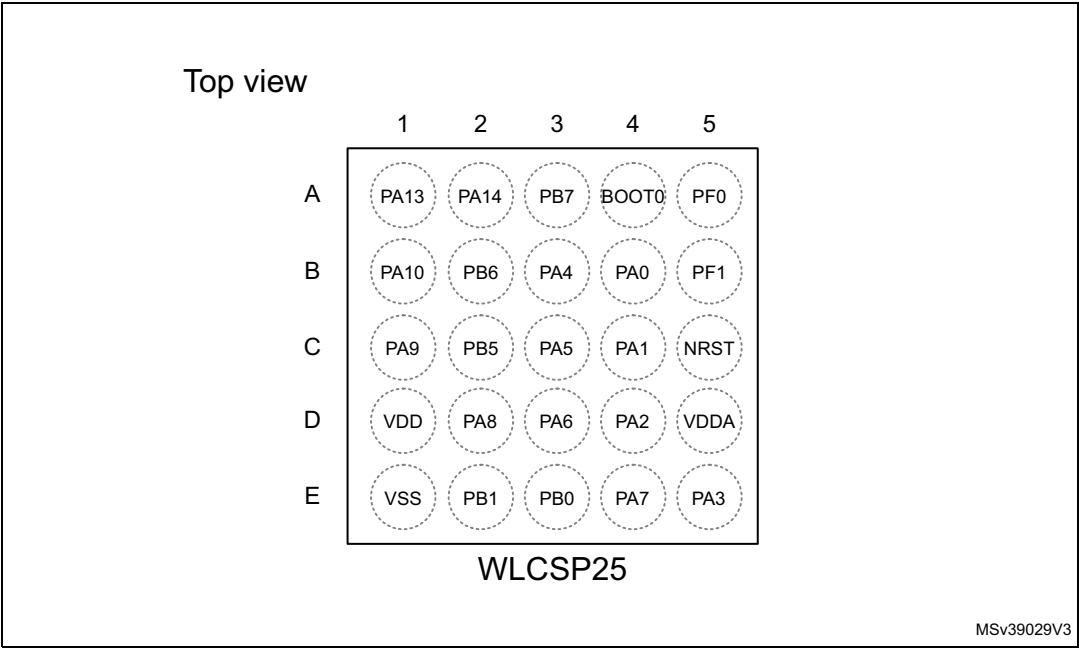 Top view
1 2 3 4 5
A PA13 PA14 PB7 BOOT0 PF0
B PA10 PB6 PA4 PA0 PF1
C PA9 PB5 PA5 PA1 NRST
D VDD PA8 PA6 PA2 VDDA
E VSS PB1 PB0 PA7 PA3
WLCSP25
MSv39029V3